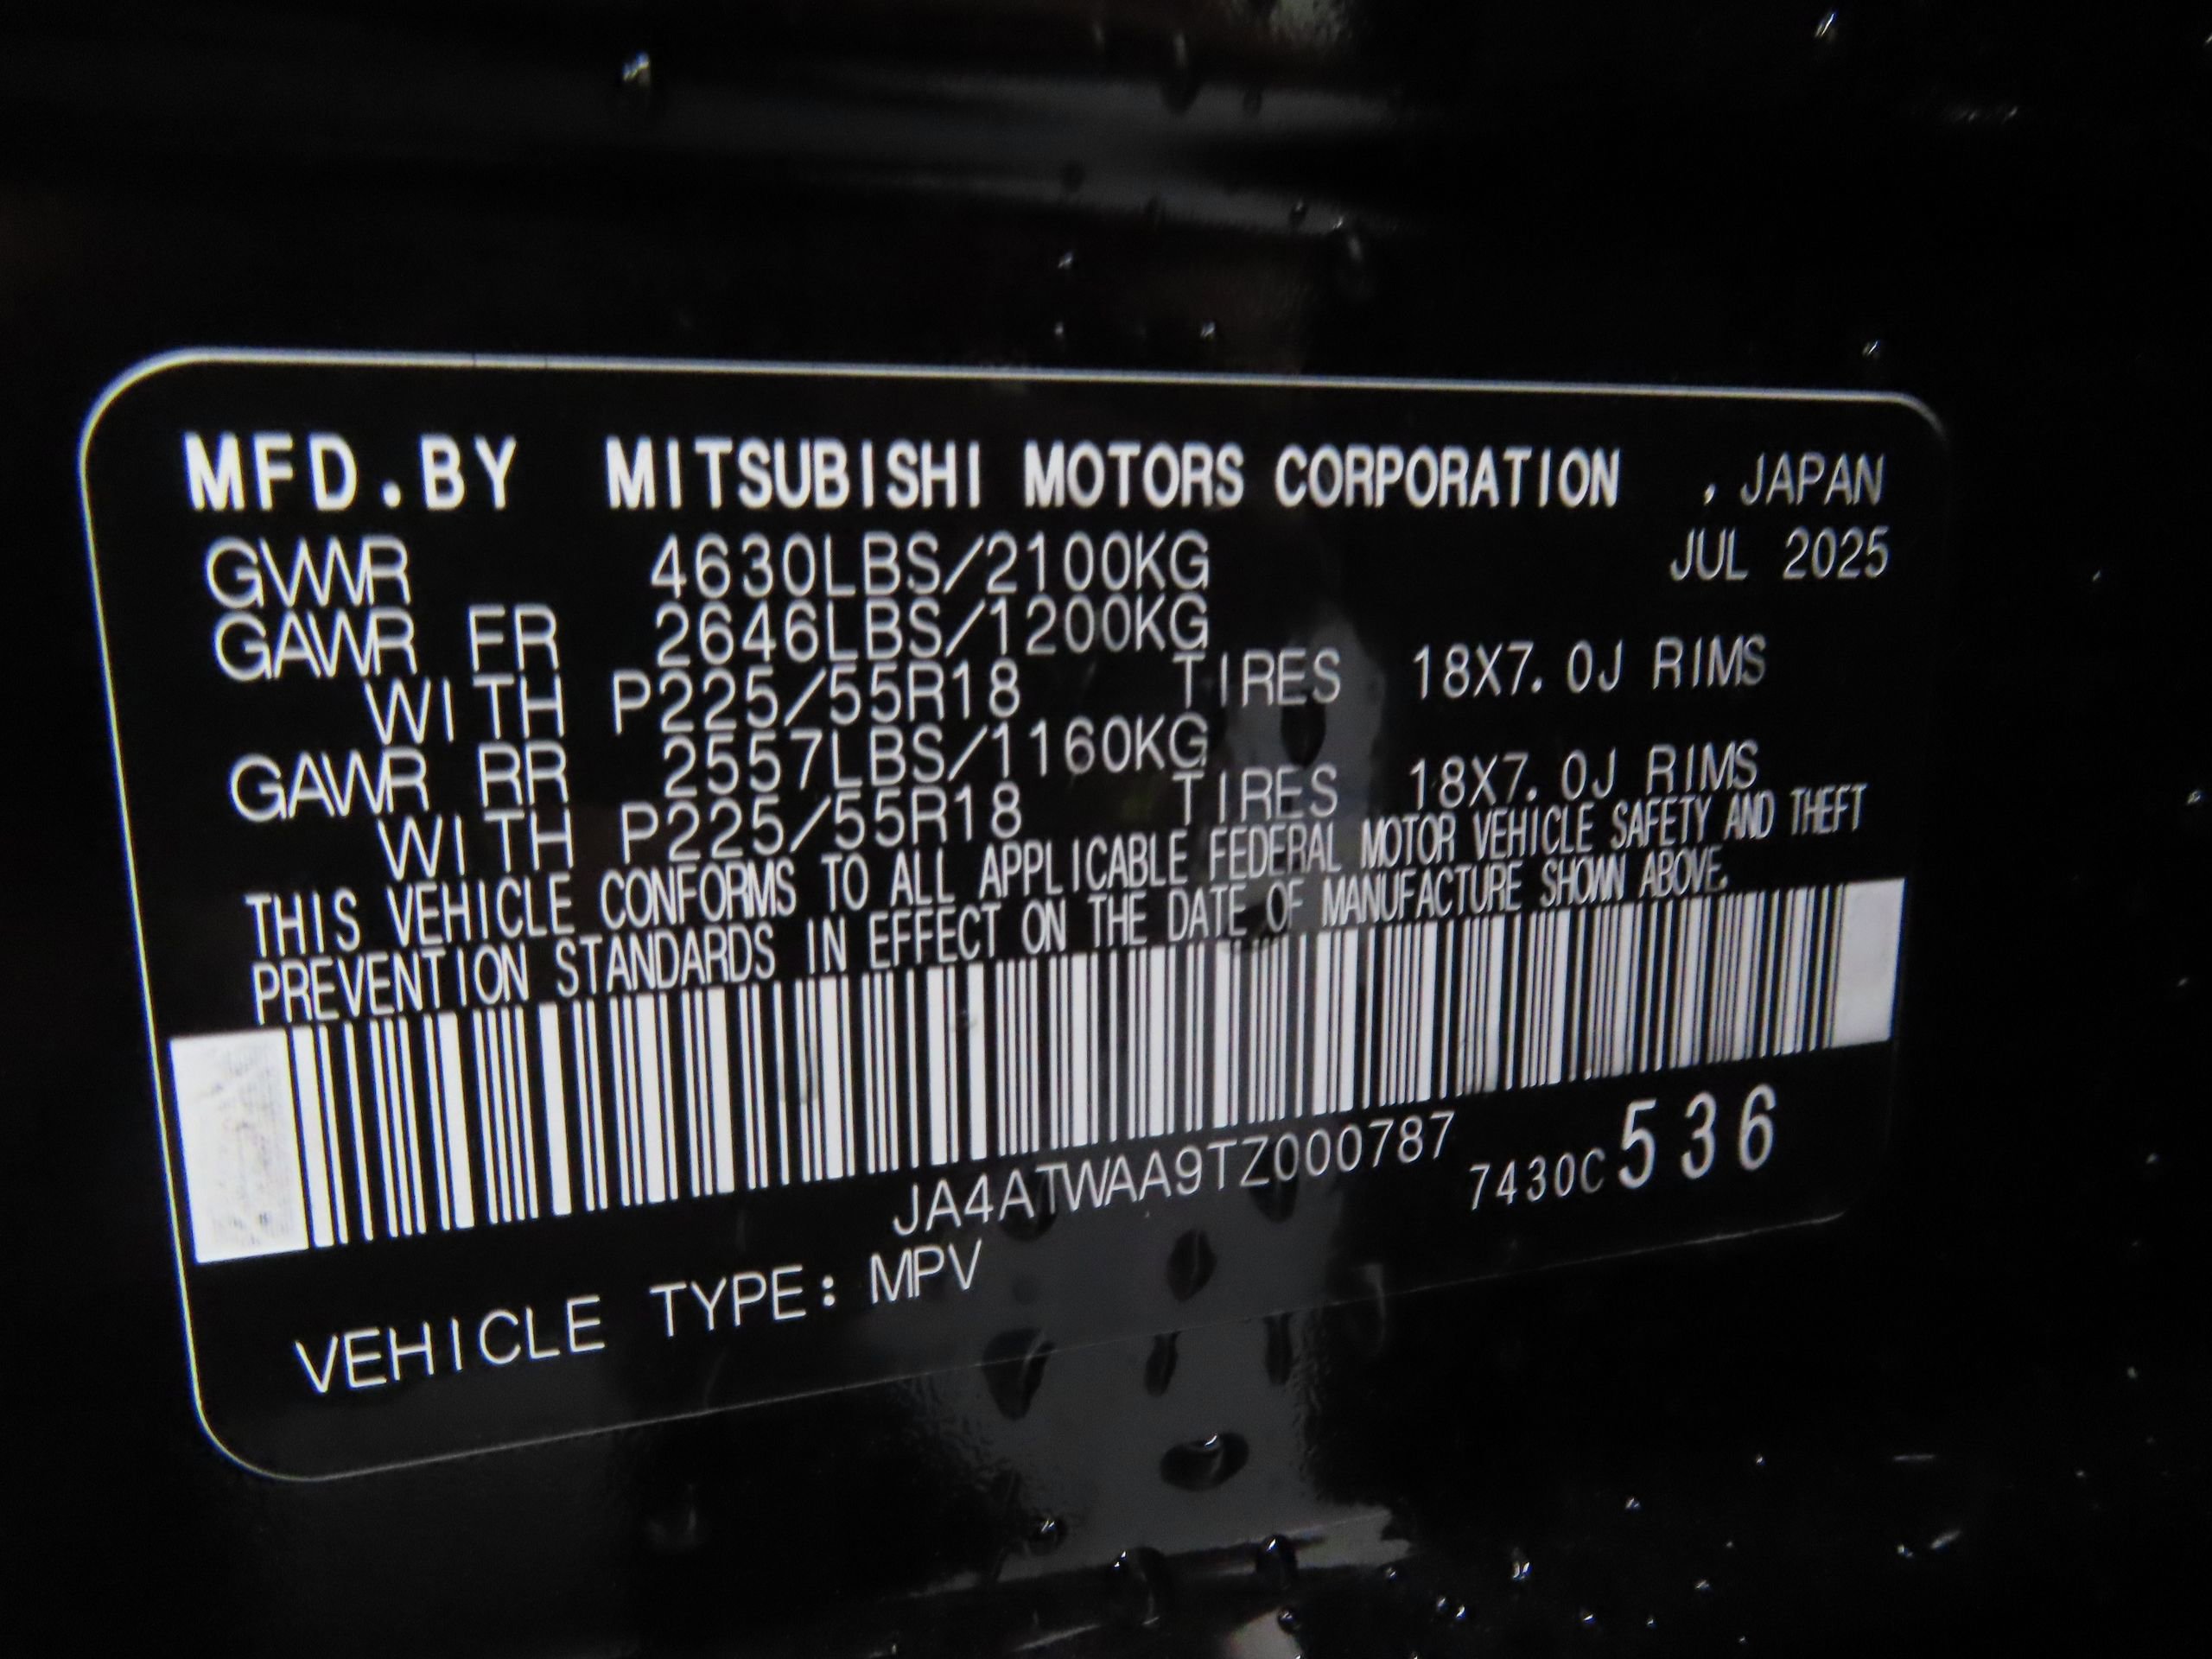 MFD.BY MITSUBISHI MOTORS CORPORATION , JAPAN
GVWR 4630LBS/2100KG JUL 2025
GAWR FR 2646LBS/1200KG
WITH P225/55R18 TIRES 18X7.0J RIMS
GAWR RR 2557LBS/1160KG
WITH P225/55R18 TIRES 18X7.0J RIMS
THIS VEHICLE CONFORMS TO ALL APPLICABLE FEDERAL MOTOR VEHICLE SAFETY AND THEFT
PREVENTION STANDARDS IN EFFECT ON THE DATE OF MANUFACTURE SHOWN ABOVE.
JA4ATWAA9TZ000787 7430C536
VEHICLE TYPE: MPV